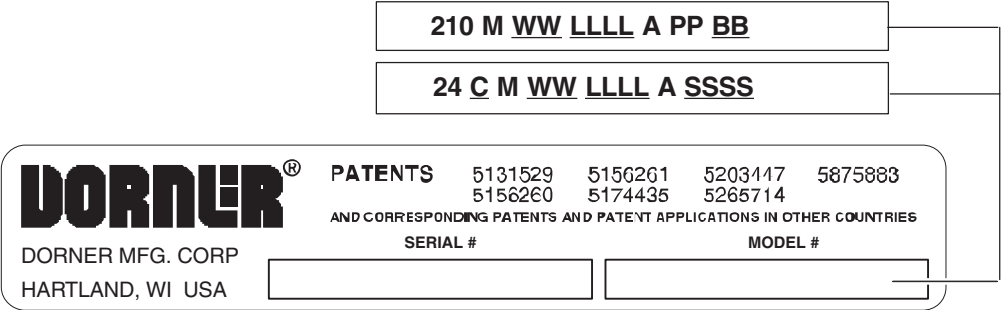 210 M WW LLLL A PP BB
24 C M WW LLLL A SSSS
DORNER®
PATENTS 5131529 5156261 5203447 5875883
5156260 5174435 5265714
AND CORRESPONDING PATENTS AND PATENT APPLICATIONS IN OTHER COUNTRIES
SERIAL # MODEL #
DORNER MFG. CORP
HARTLAND, WI USA